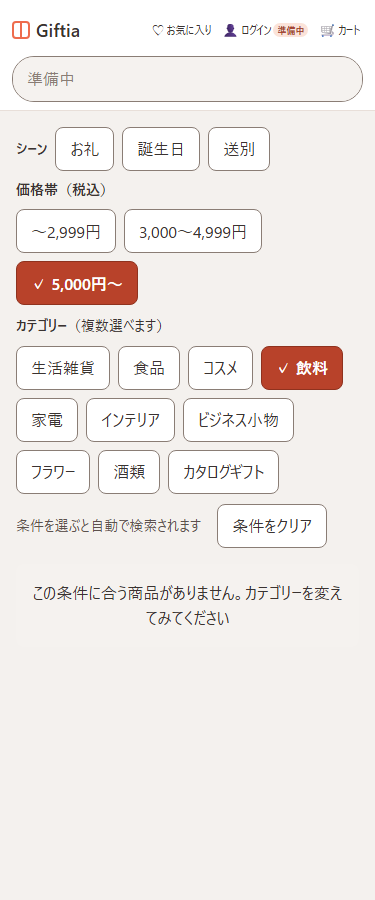 Giftia ♡ お気に入り 👤 ログイン 準備中 🛒 カート
準備中
シーン お礼 誕生日 送別
価格帯（税込）
〜2,999円 3,000〜4,999円
✓ 5,000円〜
カテゴリー（複数選べます）
生活雑貨 食品 コスメ ✓ 飲料
家電 インテリア ビジネス小物
フラワー 酒類 カタログギフト
条件を選ぶと自動で検索されます 条件をクリア
この条件に合う商品がありません。カテゴリーを変え
てみてください